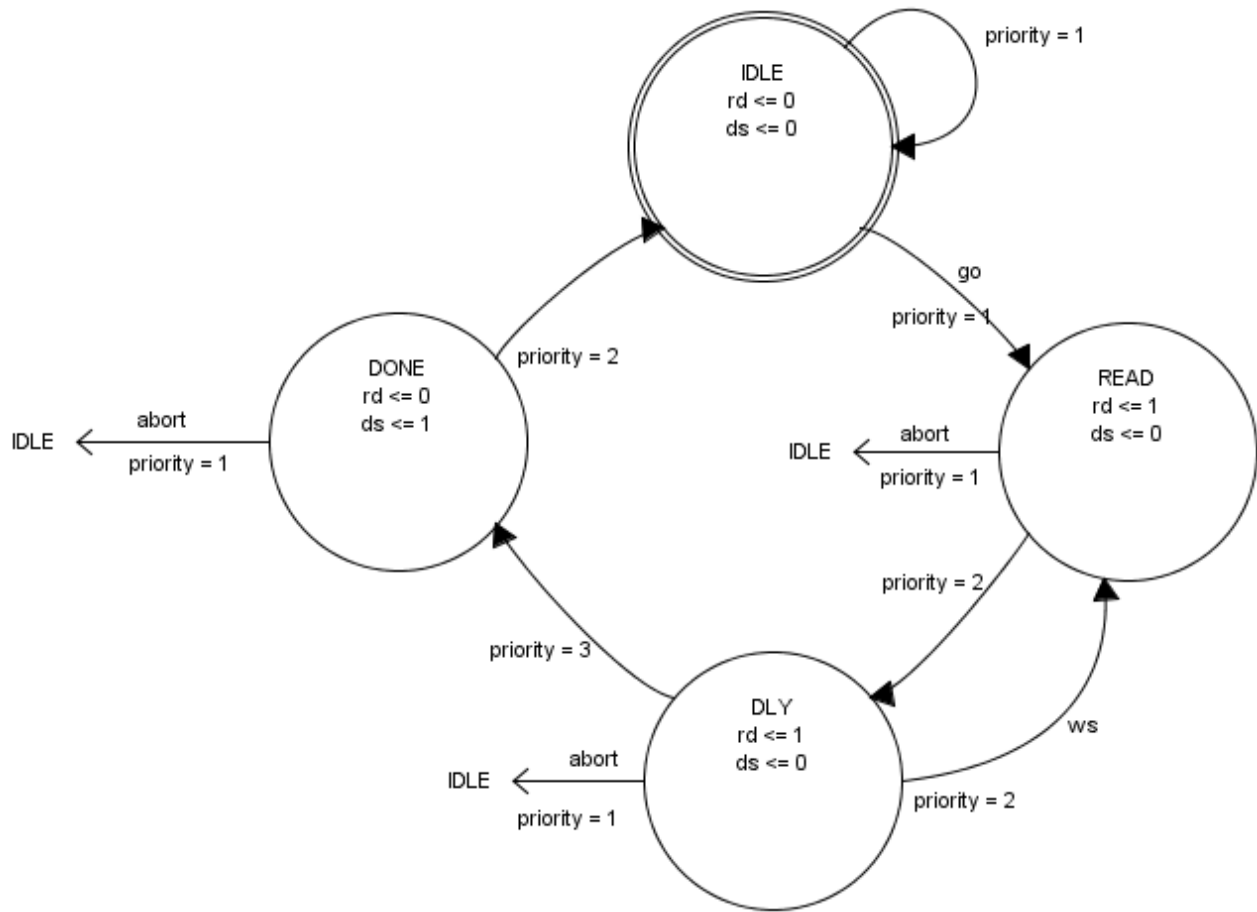 IDLE
rd <= 0
ds <= 0
priority = 1
go
priority = 1
DONE
rd <= 0
ds <= 1
priority = 2
abort
IDLE
priority = 1
READ
rd <= 1
ds <= 0
abort
IDLE
priority = 1
priority = 2
priority = 3
DLY
rd <= 1
ds <= 0
ws
abort
IDLE
priority = 1
priority = 2